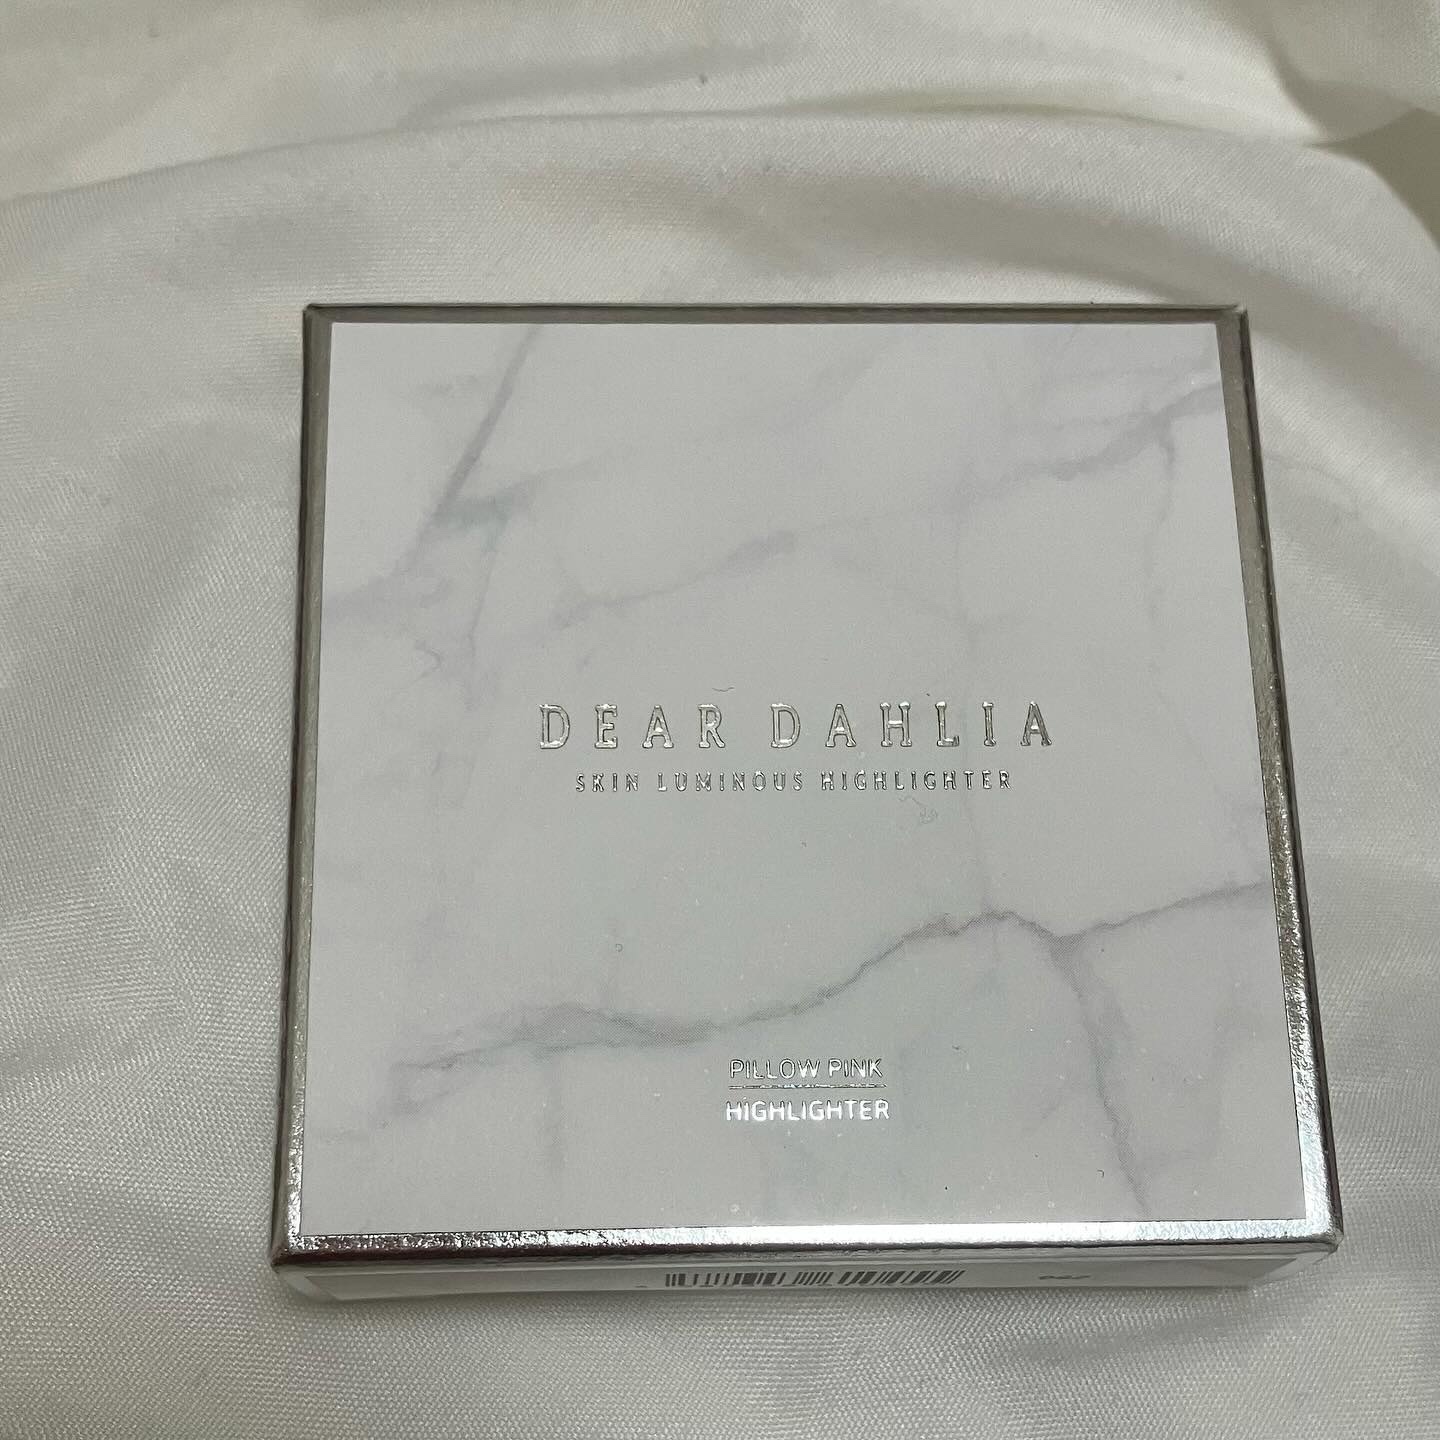 DEAR DAHLIA
SKIN LUMINOUS HIGHLIGHTER
PILLOW PINK
HIGHLIGHTER